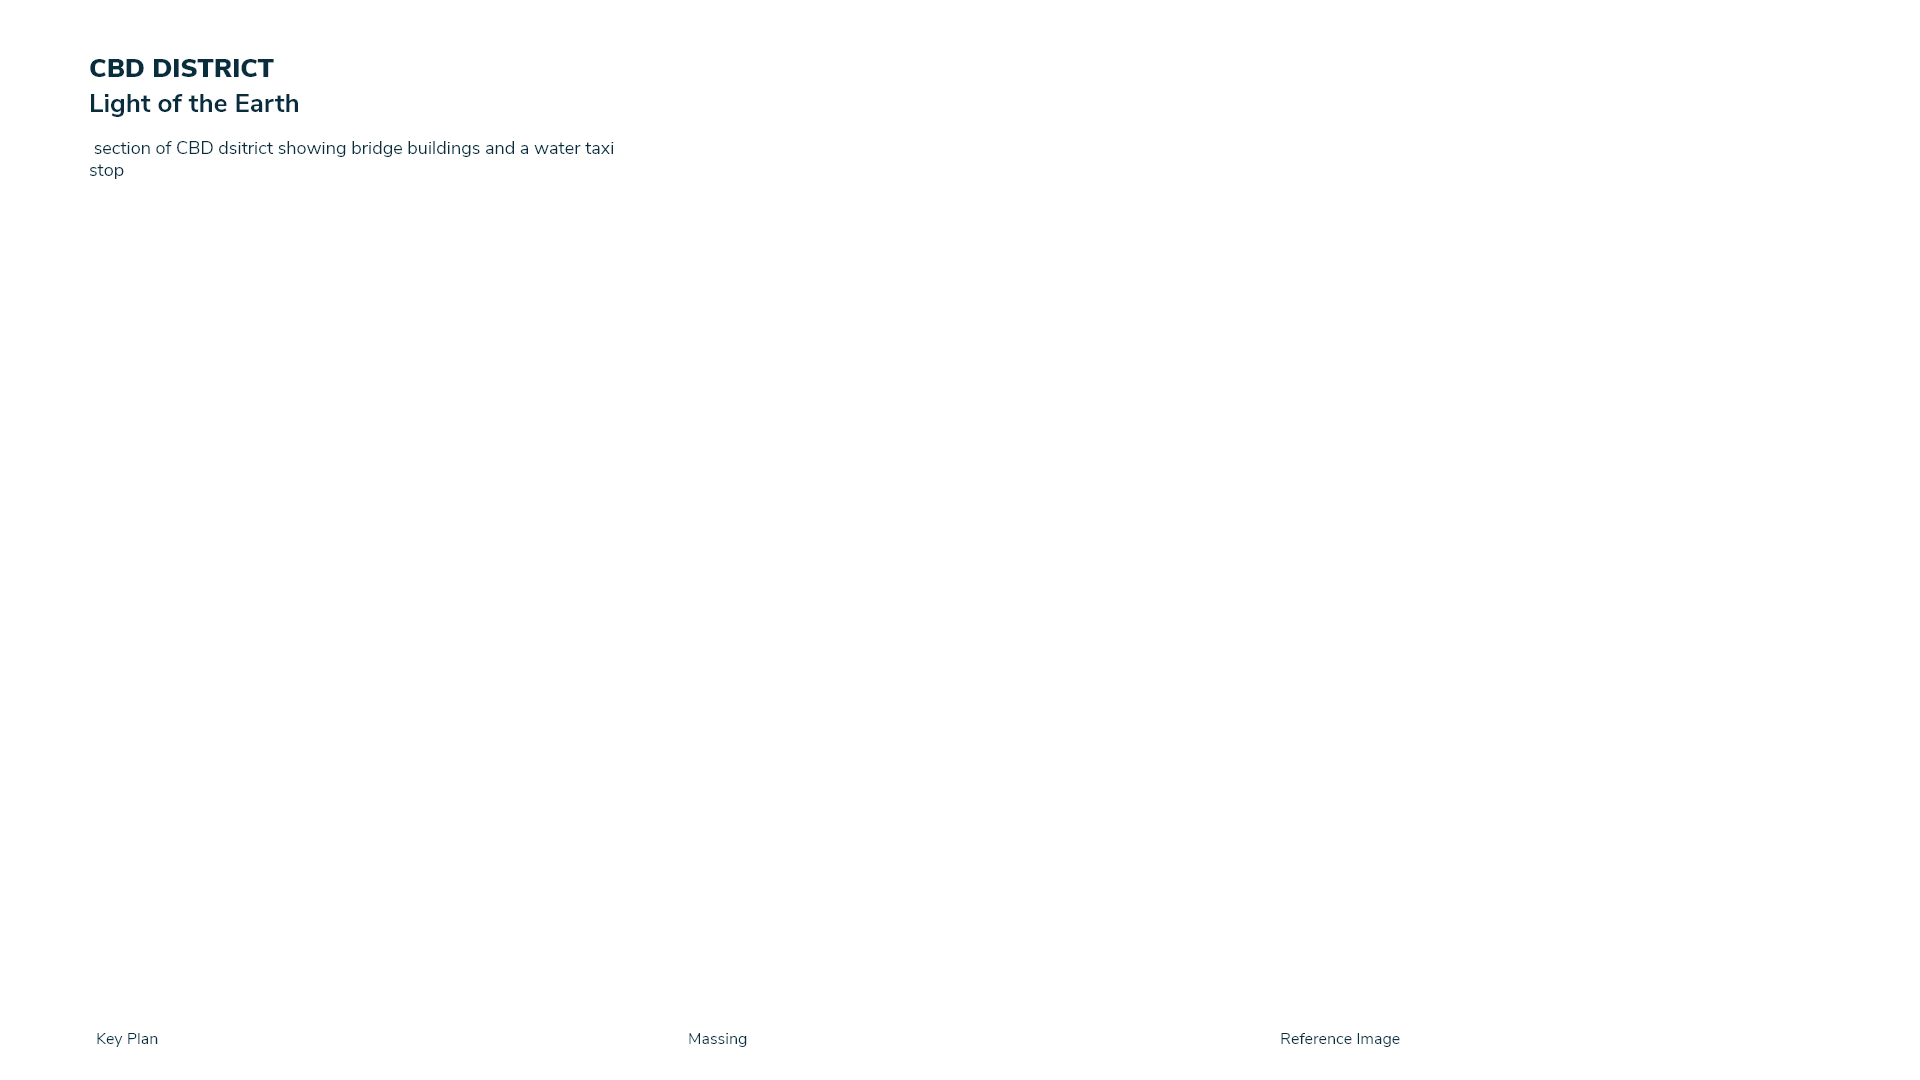 CBD DISTRICT
Light of the Earth
section of CBD dsitrict showing bridge buildings and a water taxi
stop
Key Plan
Massing
Reference Image